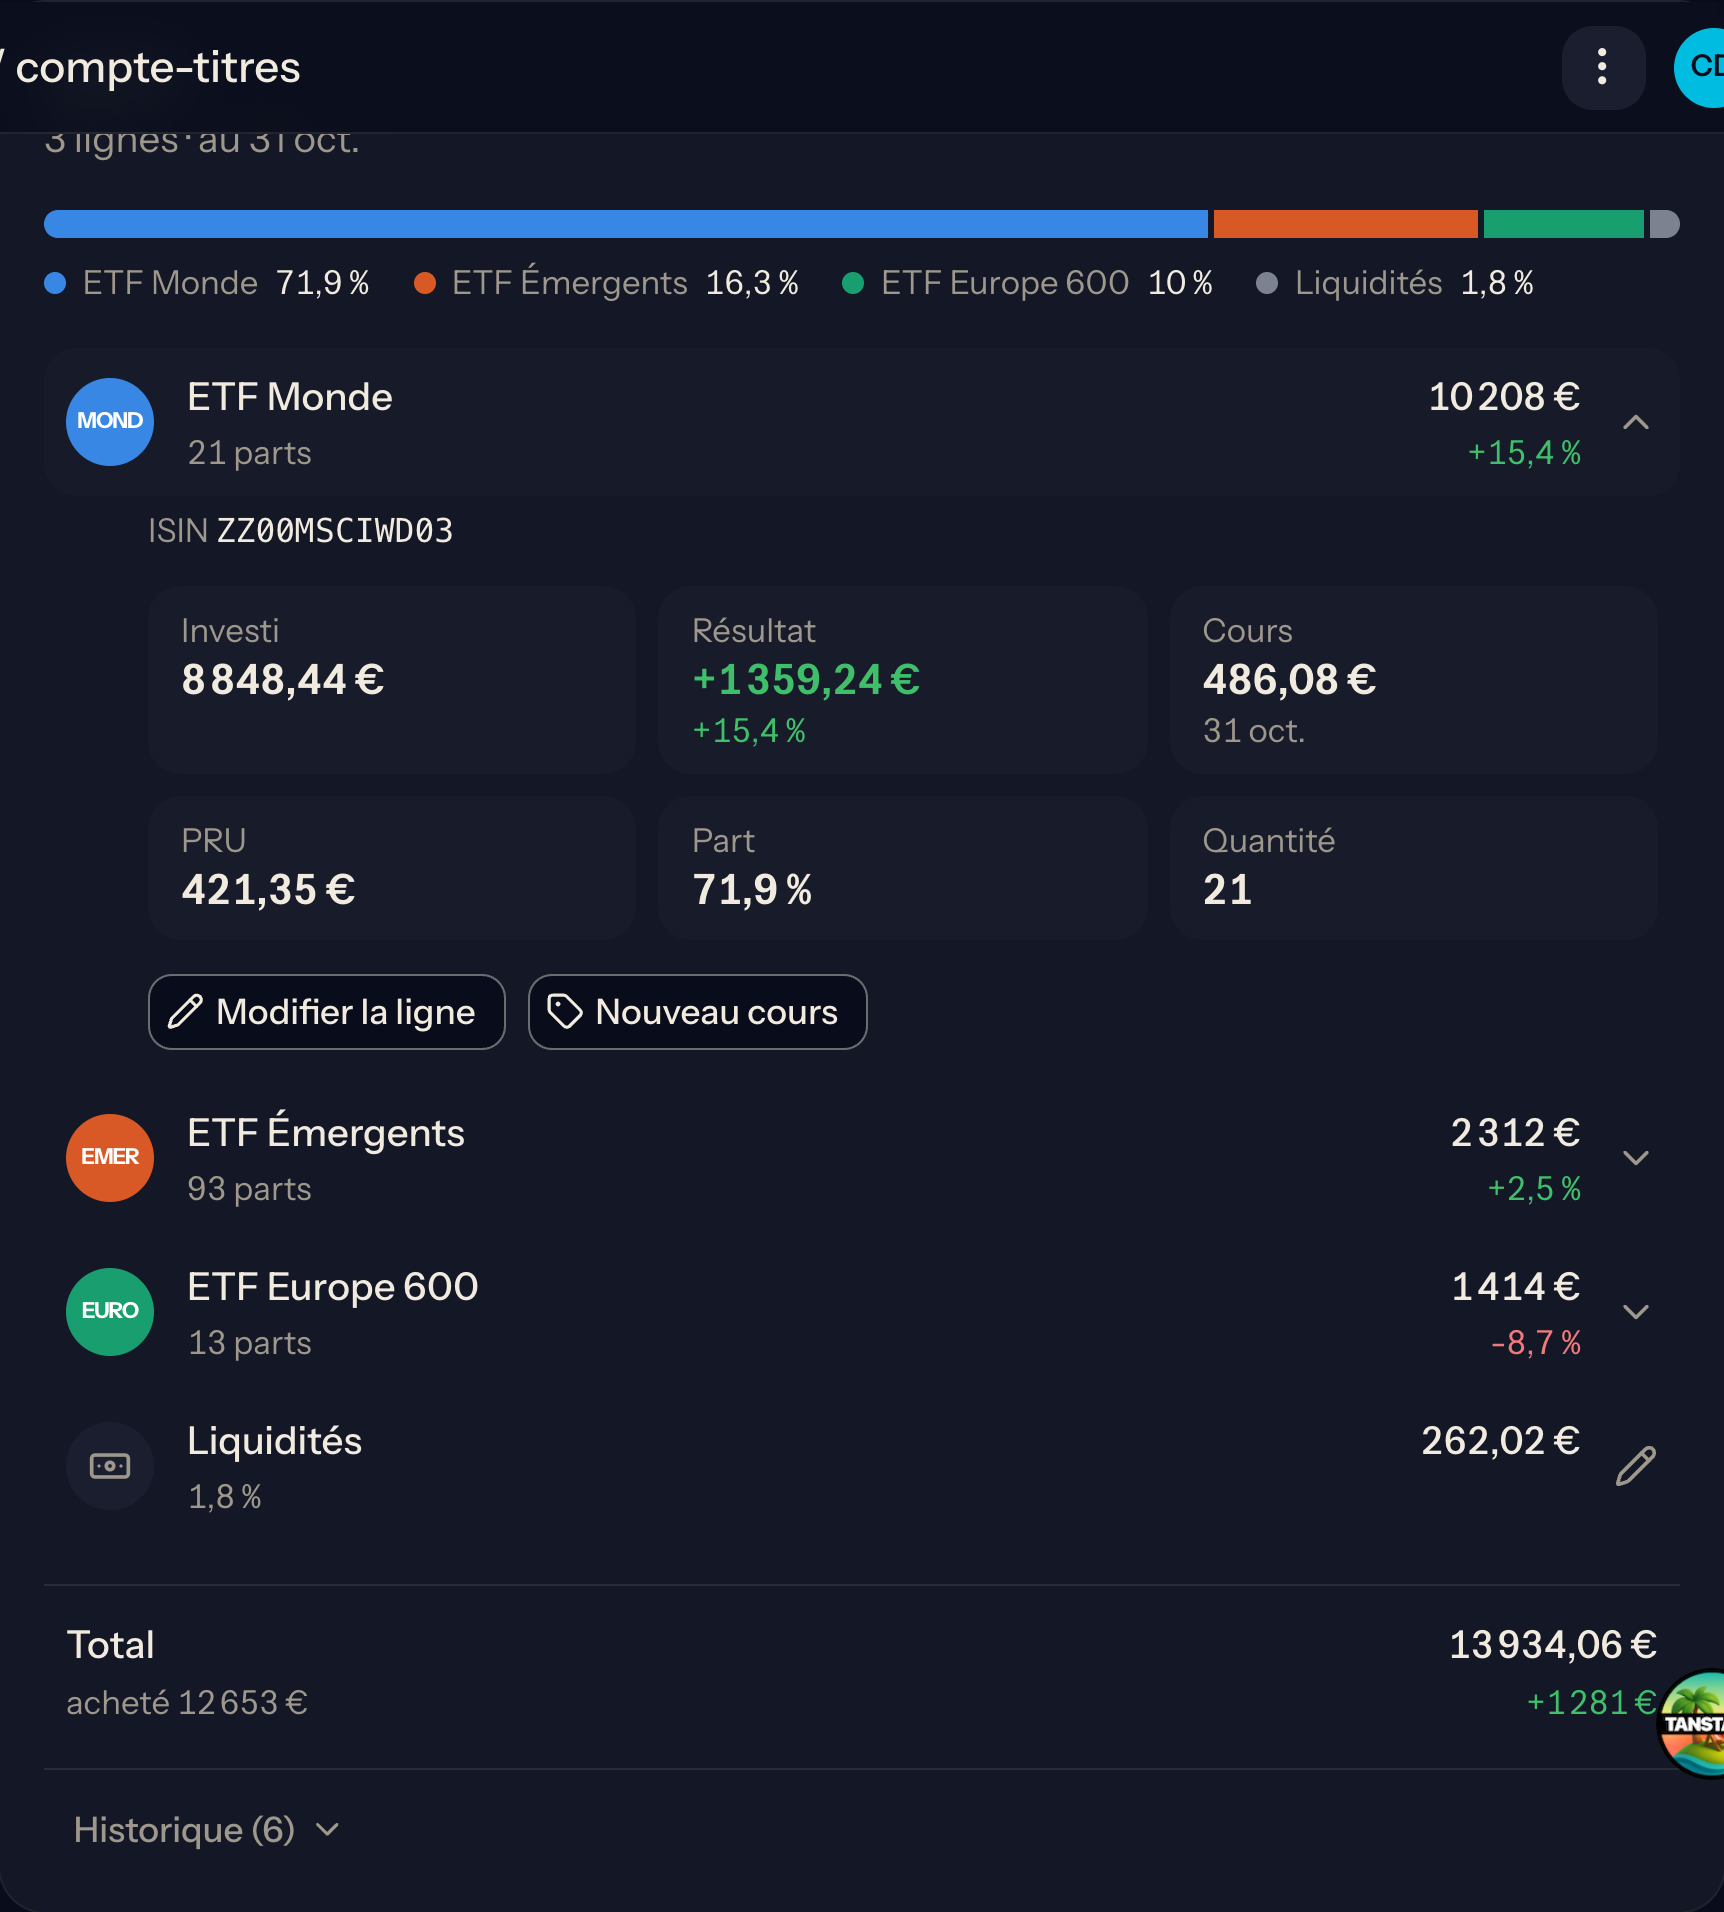 / compte-titres
CD
3 lignes · au 31 oct.
ETF Monde 71,9 % ETF Émergents 16,3 % ETF Europe 600 10 % Liquidités 1,8 %
MOND
ETF Monde
10 208 €
21 parts
+15,4 %
ISIN ZZ00MSCIWD03
Investi
8 848,44 €
Résultat
+1 359,24 €
+15,4 %
Cours
486,08 €
31 oct.
PRU
421,35 €
Part
71,9 %
Quantité
21
Modifier la ligne
Nouveau cours
EMER
ETF Émergents
2 312 €
93 parts
+2,5 %
EURO
ETF Europe 600
1 414 €
13 parts
-8,7 %
Liquidités
262,02 €
1,8 %
Total
13 934,06 €
acheté 12 653 €
+1 281 €
TANSTA
Historique (6)